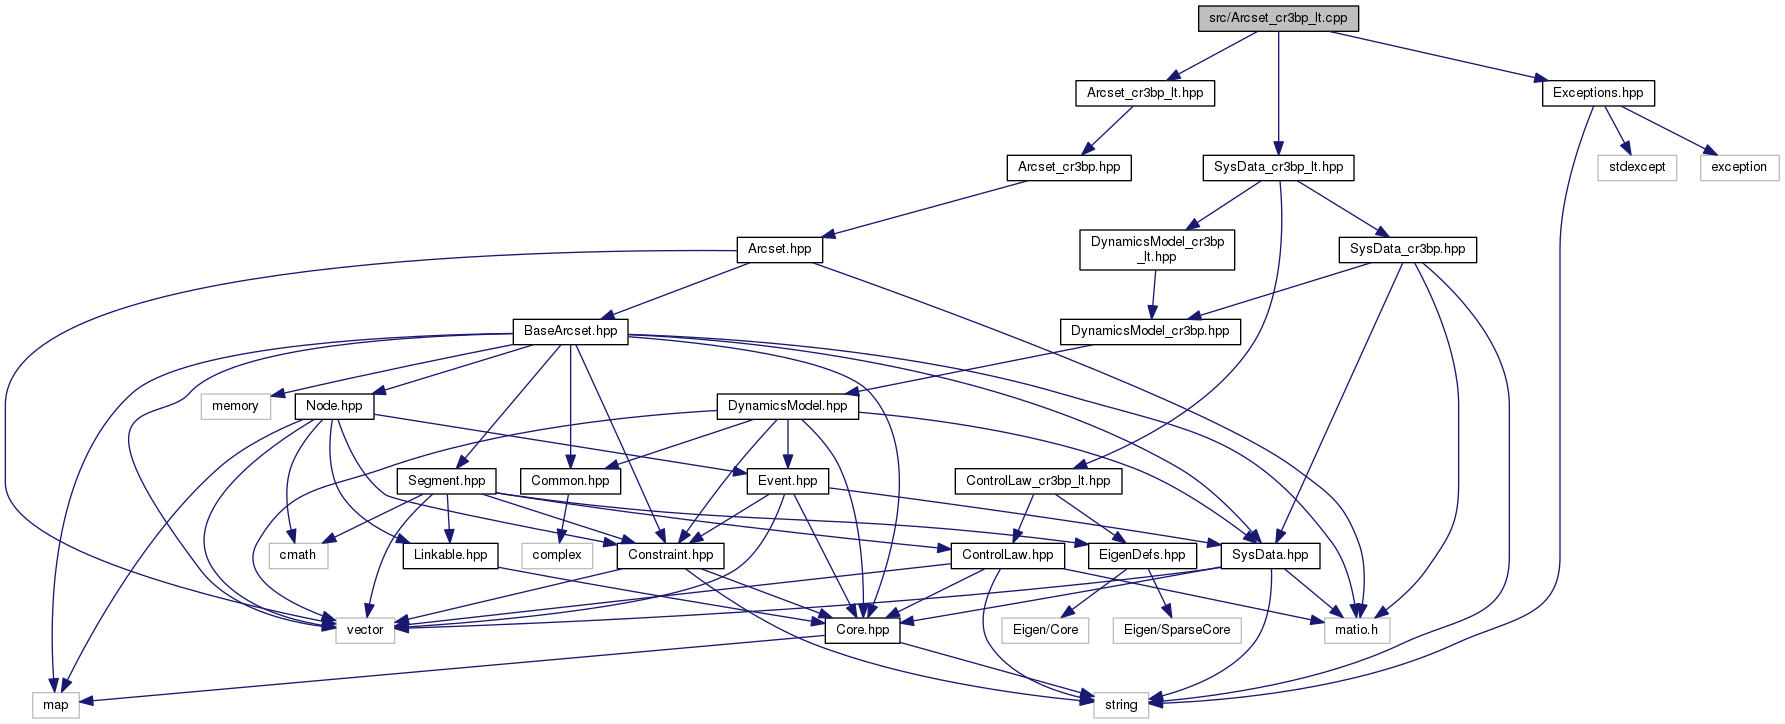 src/Arcset_cr3bp_lt.cpp
Arcset_cr3bp_lt.hpp
Exceptions.hpp
Arcset_cr3bp.hpp
SysData_cr3bp_lt.hpp
stdexcept
exception
Arcset.hpp
DynamicsModel_cr3bp
_lt.hpp
SysData_cr3bp.hpp
BaseArcset.hpp
DynamicsModel_cr3bp.hpp
memory
Node.hpp
DynamicsModel.hpp
Segment.hpp
Common.hpp
Event.hpp
ControlLaw_cr3bp_lt.hpp
cmath
Linkable.hpp
complex
Constraint.hpp
ControlLaw.hpp
EigenDefs.hpp
SysData.hpp
vector
Core.hpp
Eigen/Core
Eigen/SparseCore
matio.h
map
string